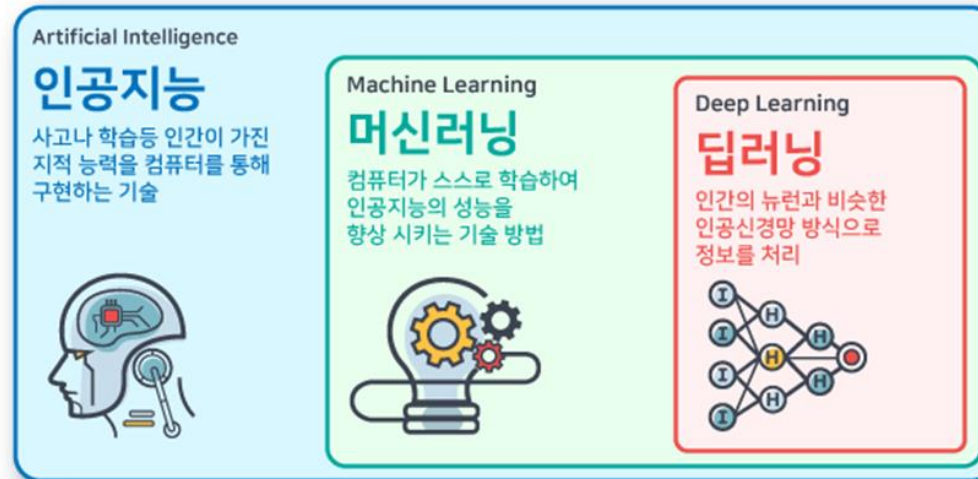 Artificial Intelligence
인공지능
사고나 학습등 인간이 가진
지적 능력을 컴퓨터를 통해
구현하는 기술
Machine Learning
머신러닝
컴퓨터가 스스로 학습하여
인공지능의 성능을
향상 시키는 기술 방법
Deep Learning
딥러닝
인간의 뉴런과 비슷한
인공신경망 방식으로
정보를 처리
I
H
I
H
H
I
H
H
I